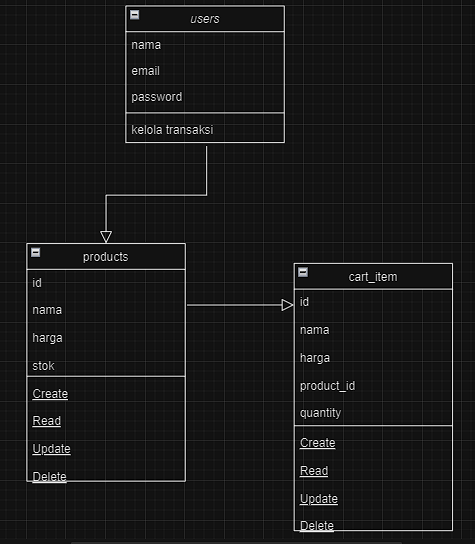 users
nama
email
password
kelola transaksi
products
id
nama
harga
stok
Create
Read
Update
Delete
cart_item
id
nama
harga
product_id
quantity
Create
Read
Update
Delete